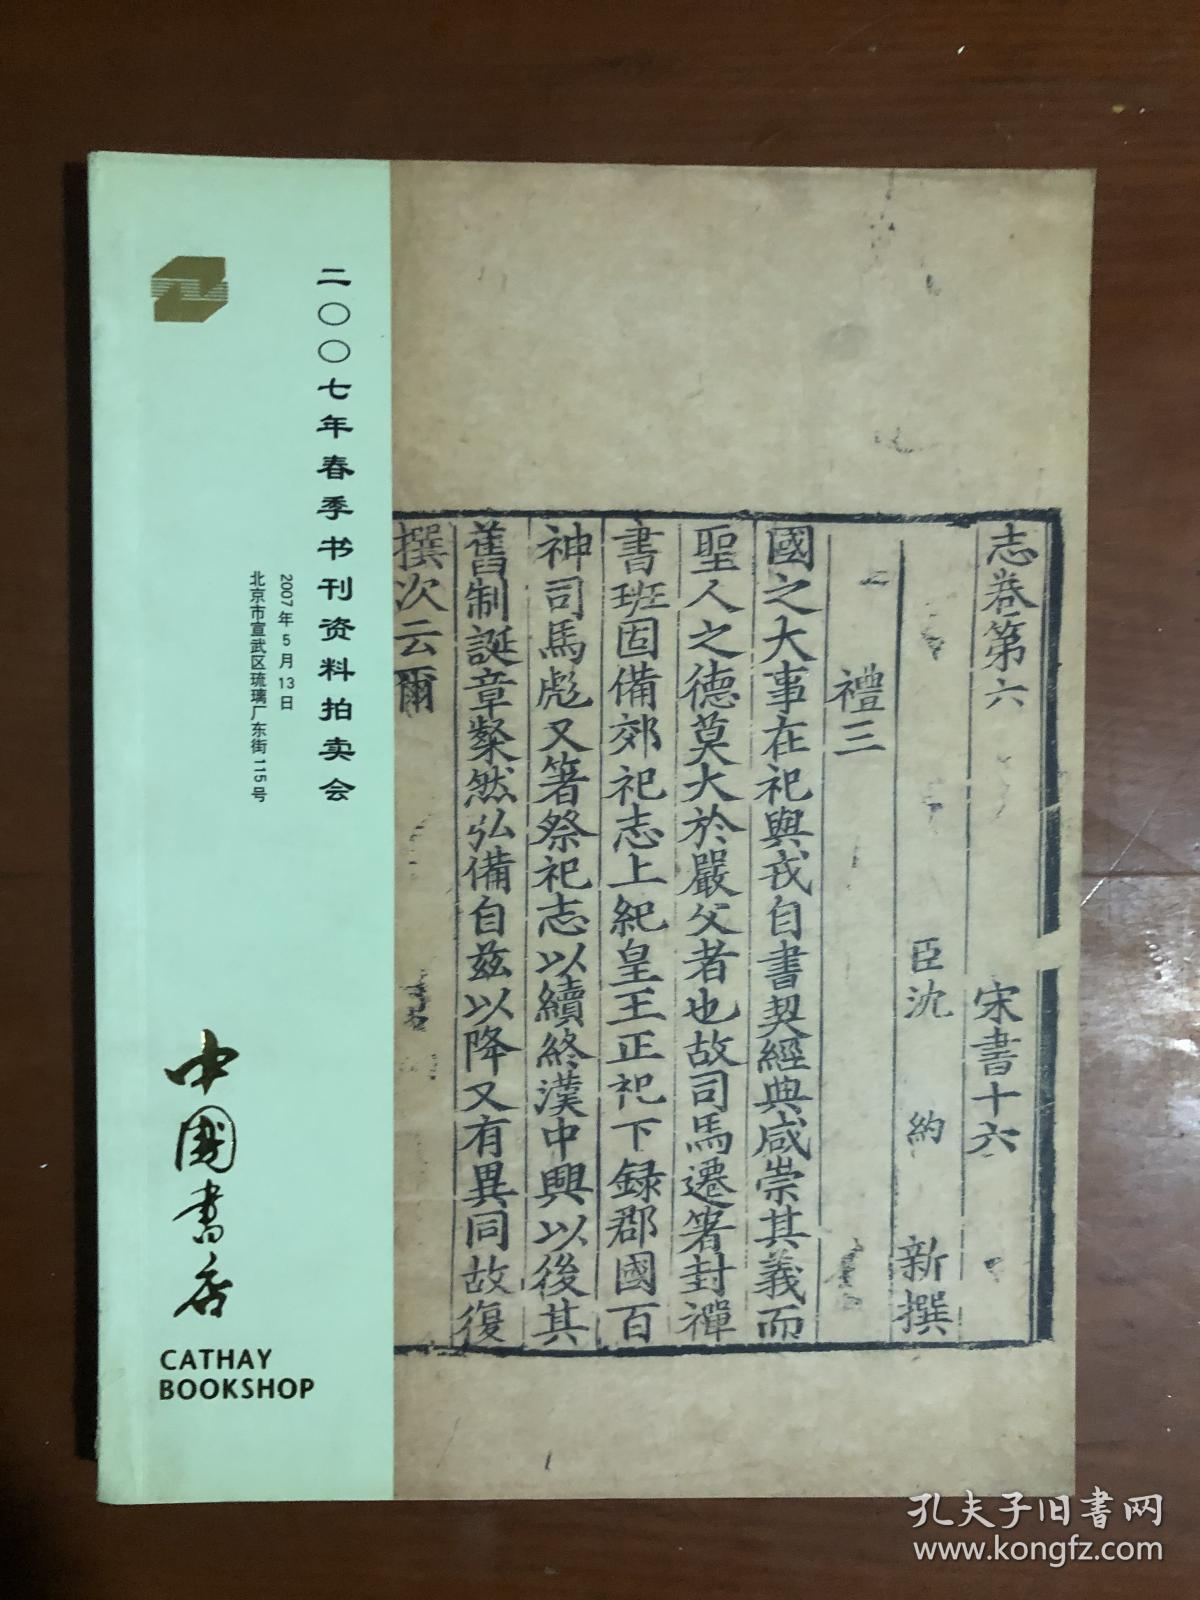 二〇〇七年春季书刊资料拍卖会
2007年5月13日
北京市宣武区琉璃厂东街115号
中國書店
CATHAY
BOOKSHOP
志卷第六 宋書十六
臣沈 約 新撰
禮三
國之大事在祀與戎自書契經典咸崇其義而
聖人之德莫大於嚴父者也故司馬遷著封禪
書班固備郊祀志上紀皇王正祀下録郡國百
神司馬彪又著祭祀志以續終漢中興以後其
舊制誕章粲然弘備自茲以降又有異同故復
撰次云爾
孔夫子旧书网
www.kongfz.com